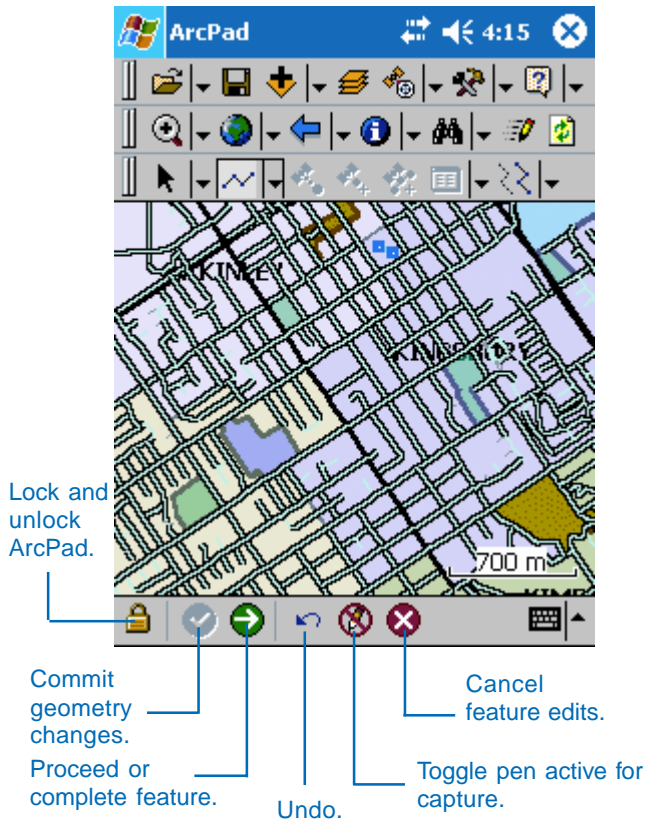 ArcPad 4:15
KINLEY
KINGSBURY
700 m
Lock and
unlock
ArcPad.
Commit
geometry
changes.
Proceed or
complete feature.
Undo.
Cancel
feature edits.
Toggle pen active for
capture.